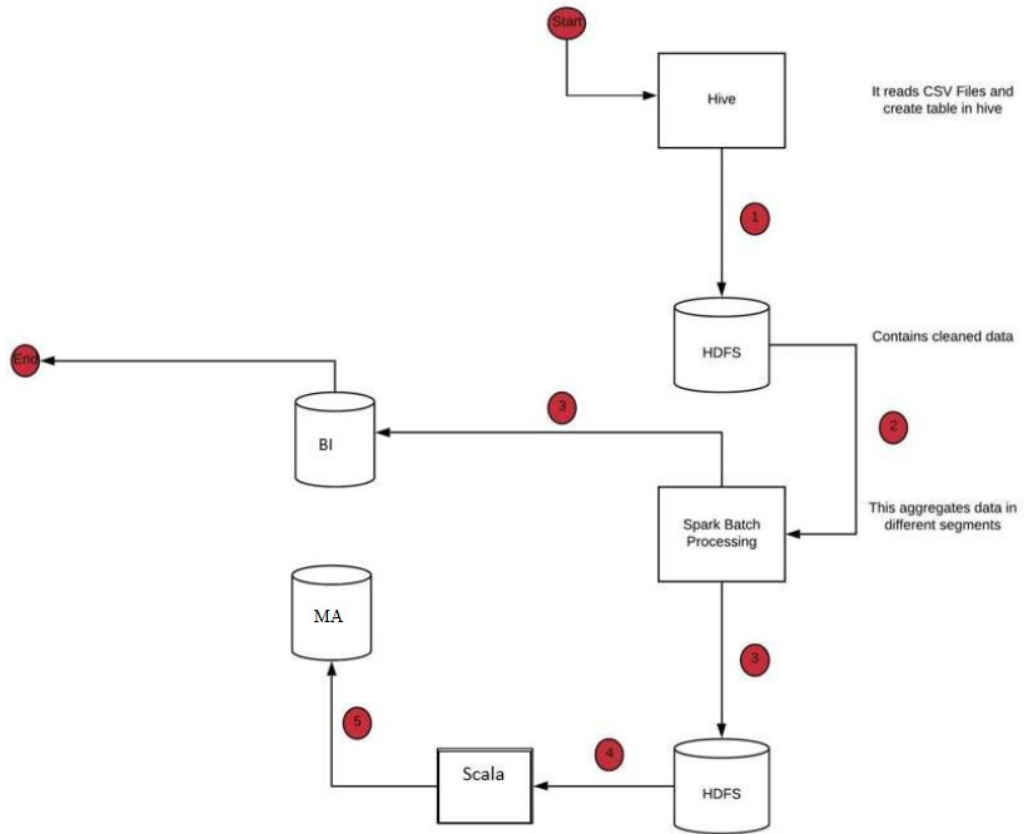 Start
Hive
It reads CSV Files and
create table in hive
1
HDFS
Contains cleaned data
End
3
2
BI
Spark Batch
Processing
This aggregates data in
different segments
MA
3
5
4
Scala
HDFS